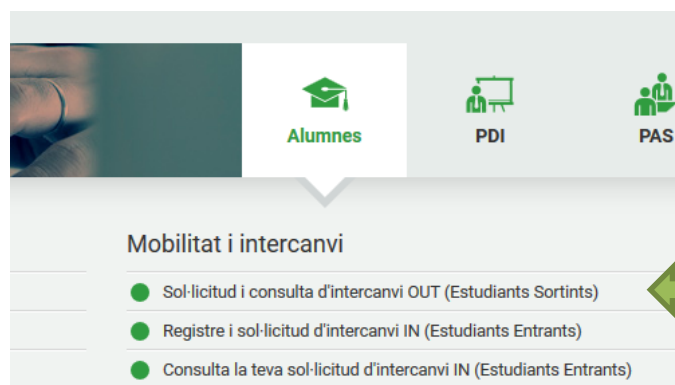 Alumnes
PDI
PAS
Mobilitat i intercanvi
Sol·licitud i consulta d'intercanvi OUT (Estudiants Sortints)
Registre i sol·licitud d'intercanvi IN (Estudiants Entrants)
Consulta la teva sol·licitud d'intercanvi IN (Estudiants Entrants)